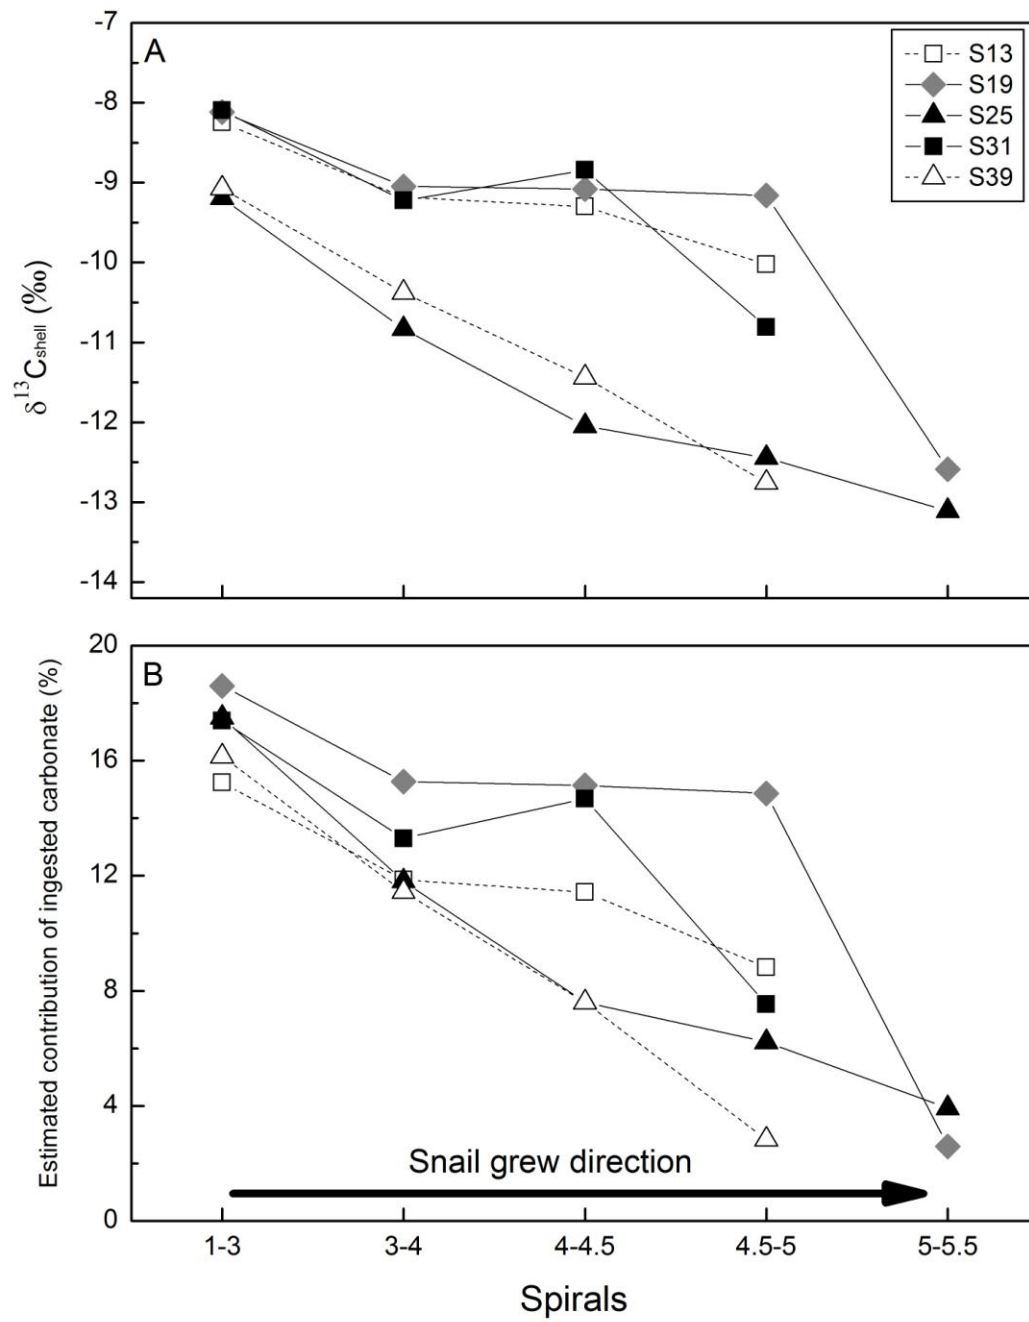 A
-7
-8
-9
-10
-11
-12
-13
-14
δ13Cshell (‰)
S13
S19
S25
S31
S39
B
20
16
12
8
4
0
Estimated contribution of ingested carbonate (%)
Snail grew direction
1-3 3-4 4-4.5 4.5-5 5-5.5
Spirals